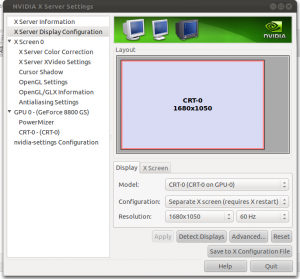 NVIDIA X Server Settings
X Server Information
X Server Display Configuration
X Screen 0
X Server Color Correction
X Server XVideo Settings
Cursor Shadow
OpenGL Settings
OpenGL/GLX Information
Antialiasing Settings
GPU 0 - (GeForce 8800 GS)
PowerMizer
CRT-0 - (CRT-0)
nvidia-settings Configuration
NVIDIA
Layout
CRT-0
1680x1050
Display
X Screen
Model:
CRT-0 (CRT-0 on GPU-0)
Configuration:
Separate X screen (requires X restart)
Resolution:
1680x1050
60 Hz
Apply
Detect Displays
Advanced...
Reset
Save to X Configuration File
Help
Quit